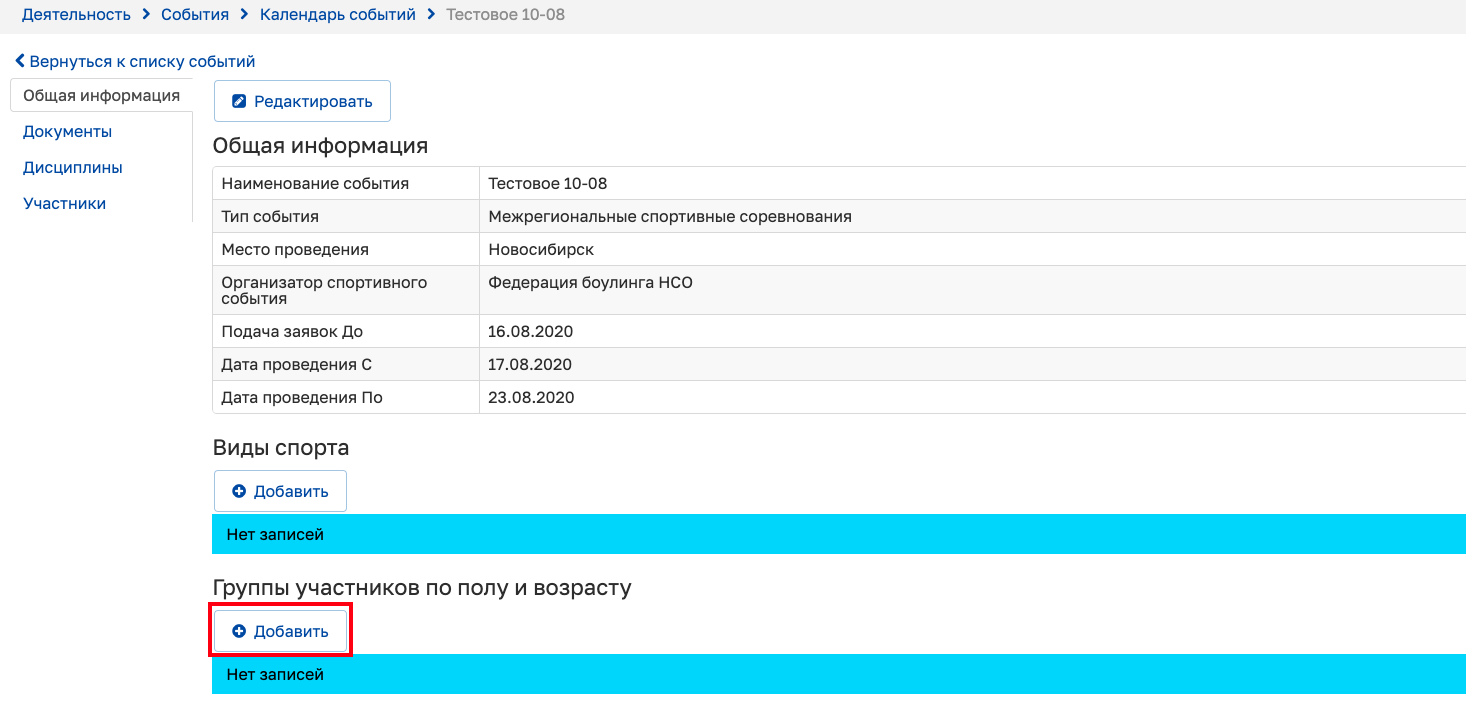 Деятельность > События > Календарь событий > Тестовое 10-08
Вернуться к списку событий
Общая информация
Документы
Дисциплины
Участники
Редактировать
Общая информация
Наименование события Тестовое 10-08
Тип события Межрегиональные спортивные соревнования
Место проведения Новосибирск
Организатор спортивного Федерация боулинга НСО
события
Подача заявок До 16.08.2020
Дата проведения С 17.08.2020
Дата проведения По 23.08.2020
Виды спорта
Добавить
Нет записей
Группы участников по полу и возрасту
Добавить
Нет записей